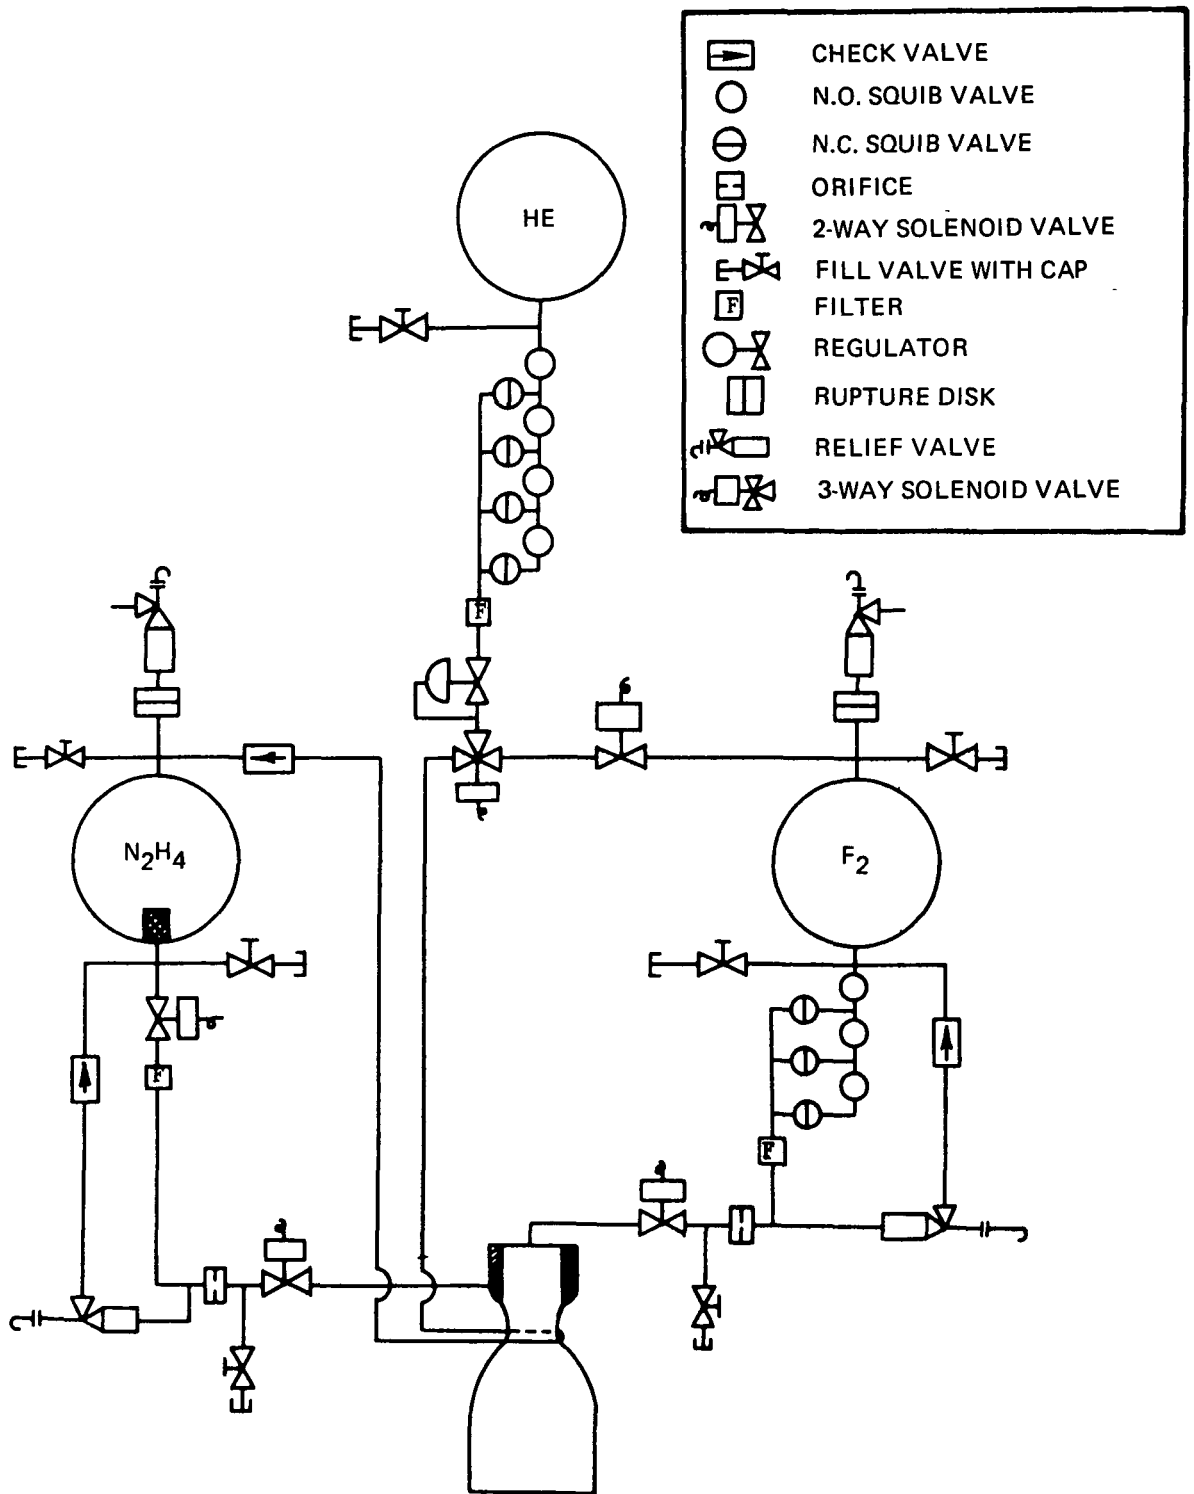 CHECK VALVE
N.O. SQUIB VALVE
N.C. SQUIB VALVE
ORIFICE
2-WAY SOLENOID VALVE
FILL VALVE WITH CAP
F FILTER
REGULATOR
RUPTURE DISK
RELIEF VALVE
3-WAY SOLENOID VALVE
HE
F
N2H4
F2
F
F